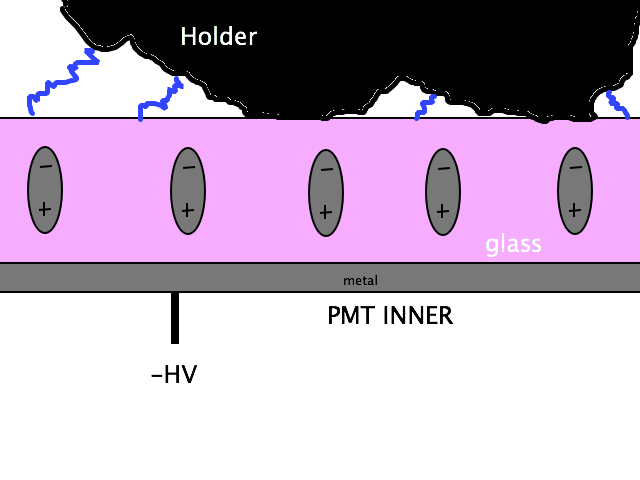 Holder
− − − − −
+ + + + +
glass
metal
PMT INNER
−HV